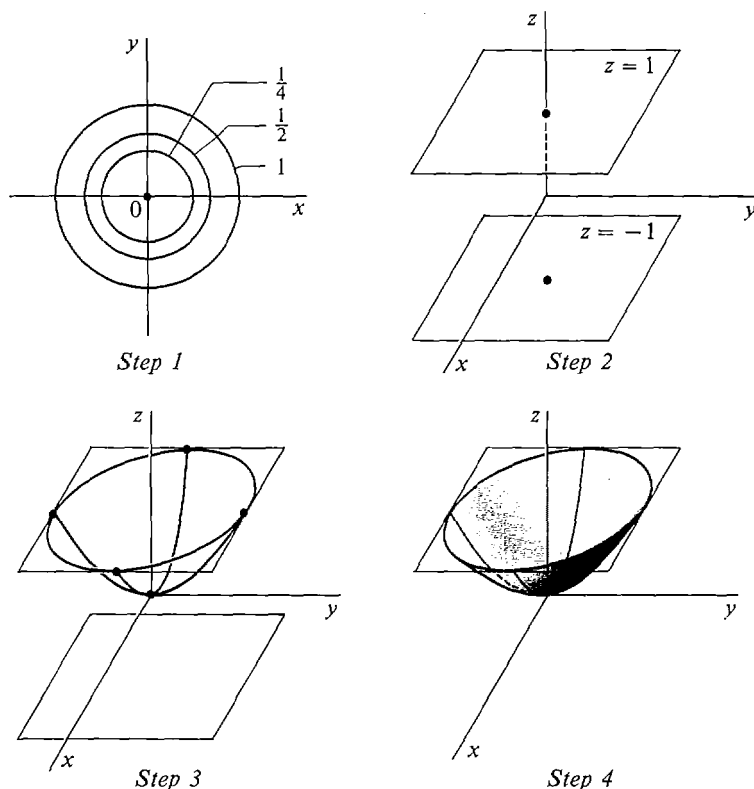 y
1/4
1/2
1
0
x
Step 1
z
z = 1
y
z = −1
x
Step 2
z
y
x
Step 3
z
y
x
Step 4